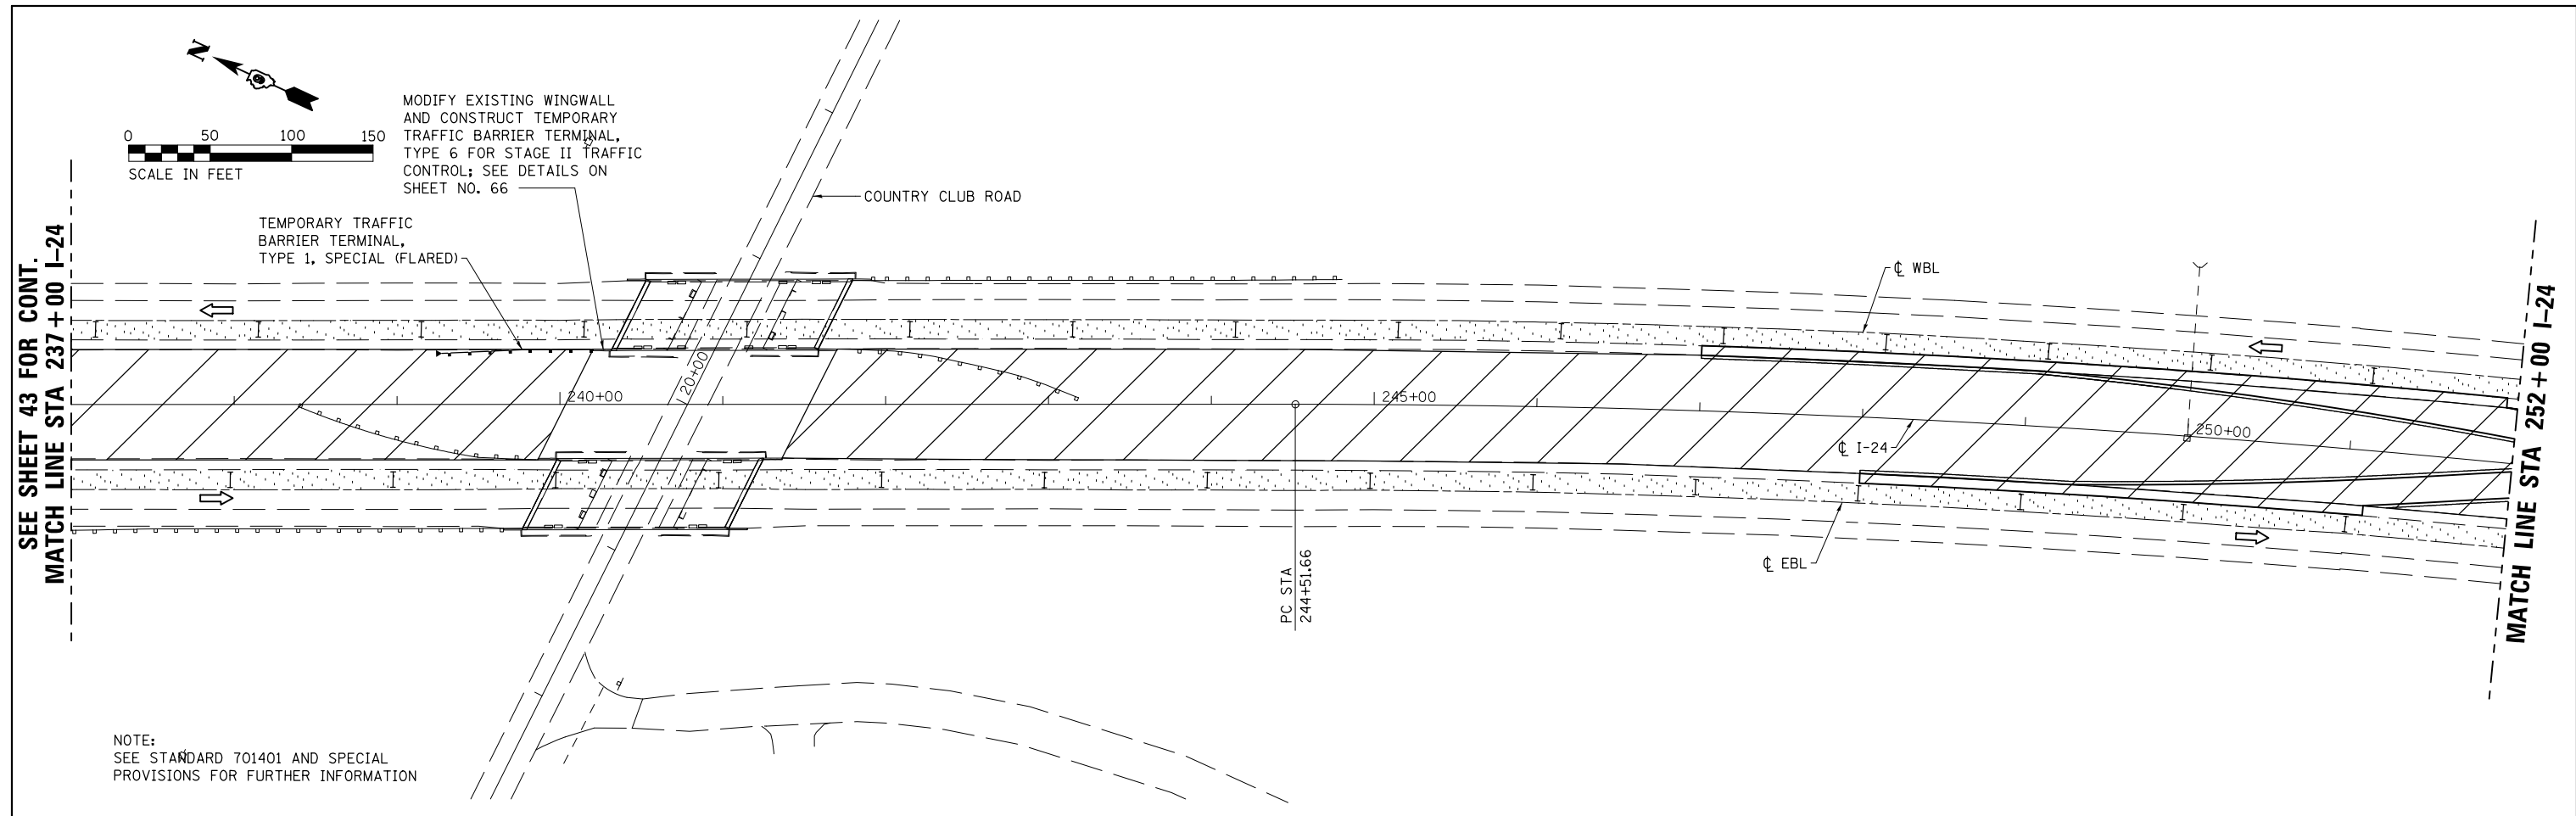 N
0 50 100 150
SCALE IN FEET
MODIFY EXISTING WINGWALL
AND CONSTRUCT TEMPORARY
TRAFFIC BARRIER TERMINAL,
TYPE 6 FOR STAGE II TRAFFIC
CONTROL; SEE DETAILS ON
SHEET NO. 66
COUNTRY CLUB ROAD
TEMPORARY TRAFFIC
BARRIER TERMINAL,
TYPE 1, SPECIAL (FLARED)
SEE SHEET 43 FOR CONT.
MATCH LINE STA 237+00 I-24
℄ WBL
120+00
240+00
245+00
250+00
℄ I-24
℄ EBL
PC STA
244+51.66
MATCH LINE STA 252+00 I-24
NOTE:
SEE STANDARD 701401 AND SPECIAL
PROVISIONS FOR FURTHER INFORMATION